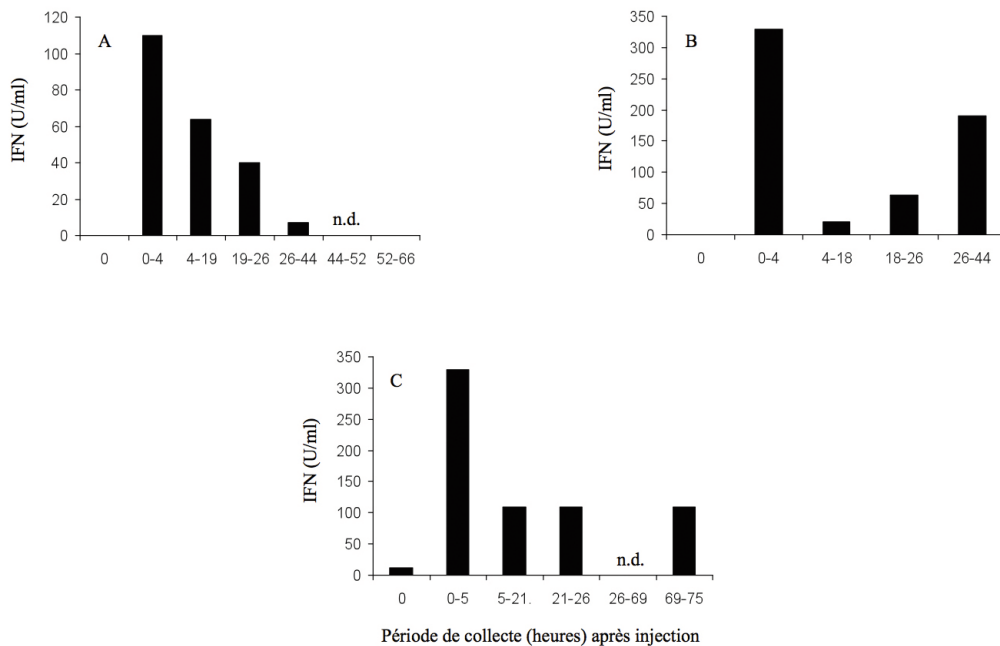 A
IFN (U/ml)
120
100
80
60
40
20
0
n.d.
0 0-4 4-19 19-26 26-44 44-52 52-66
B
IFN (U/ml)
350
300
250
200
150
100
50
0
0 0-4 4-18 18-26 26-44
C
IFN (U/ml)
350
300
250
200
150
100
50
0
n.d.
0 0-5 5-21. 21-26 26-69 69-75
Période de collecte (heures) après injection